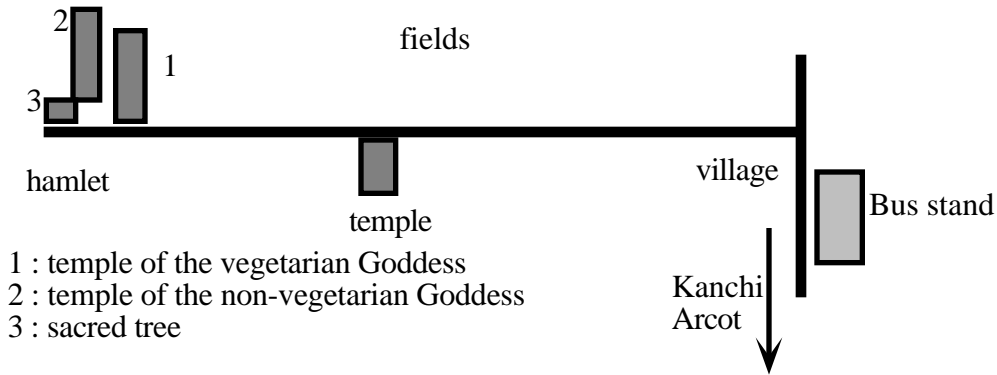 2
fields
1
3
village
hamlet
Bus stand
temple
1 : temple of the vegetarian Goddess
2 : temple of the non-vegetarian Goddess
3 : sacred tree
Kanchi
Arcot